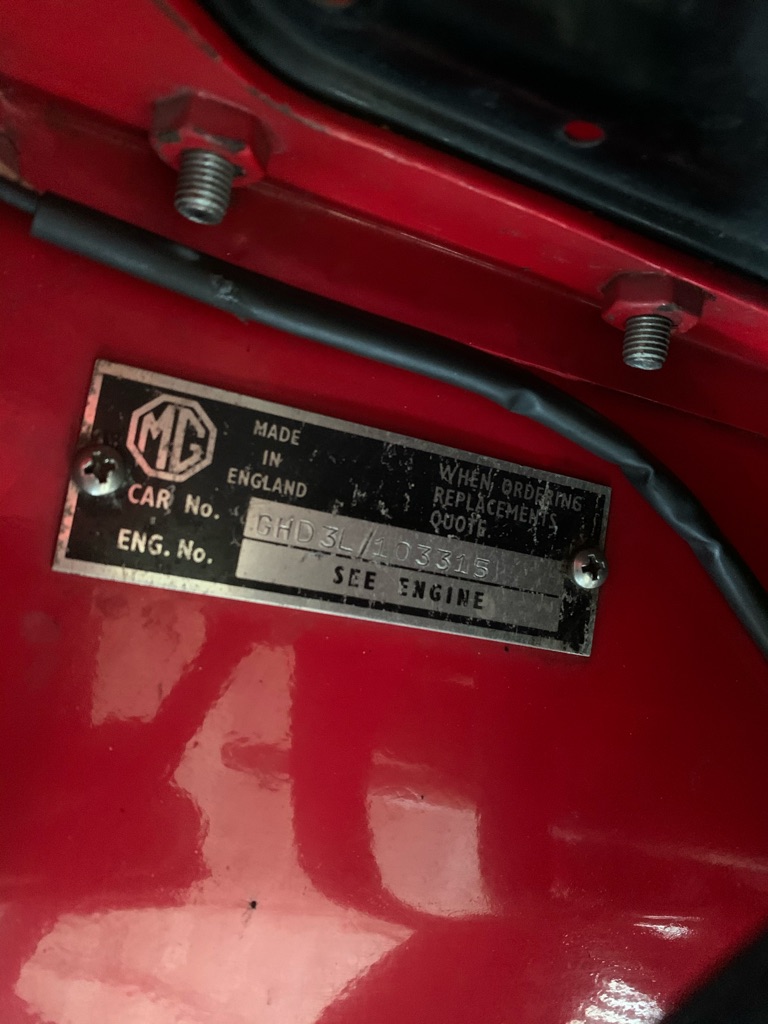 MG
MADE
IN
ENGLAND
WHEN ORDERING
REPLACEMENTS
QUOTE
CAR No.
GHD3L/103315
ENG. No.
SEE ENGINE